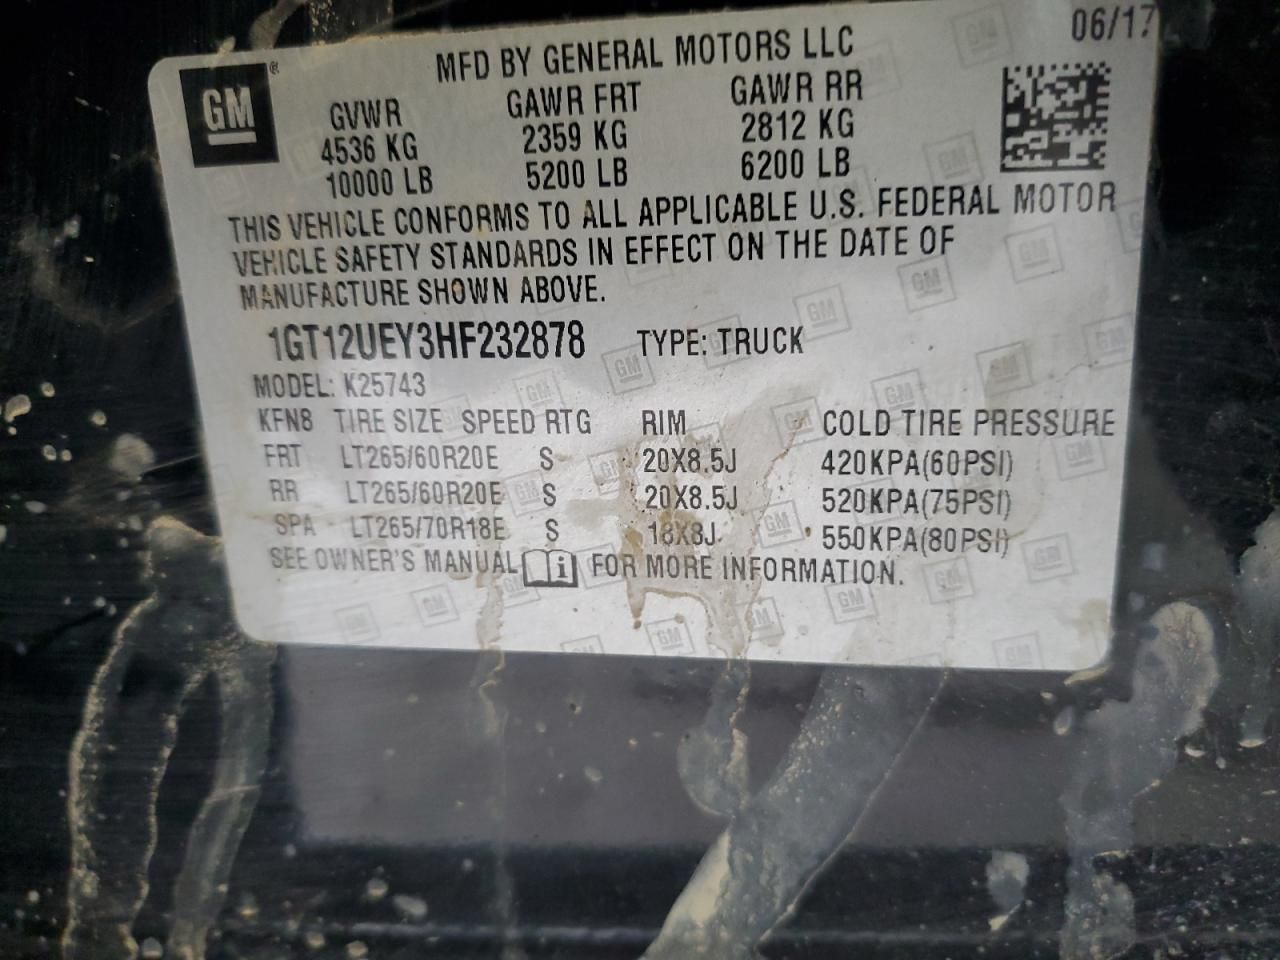 06/17
MFD BY GENERAL MOTORS LLC
GM ®
GVWR GAWR FRT GAWR RR
4536 KG 2359 KG 2812 KG
10000 LB 5200 LB 6200 LB
THIS VEHICLE CONFORMS TO ALL APPLICABLE U.S. FEDERAL MOTOR
VEHICLE SAFETY STANDARDS IN EFFECT ON THE DATE OF
MANUFACTURE SHOWN ABOVE.
1GT12UEY3HF232878 TYPE: TRUCK
MODEL: K25743
KFN8 TIRE SIZE SPEED RTG RIM COLD TIRE PRESSURE
FRT LT265/60R20E S 20X8.5J 420KPA(60PSI)
RR LT265/60R20E S 20X8.5J 520KPA(75PSI)
SPA LT265/70R18E S 18X8J 550KPA(80PSI)
SEE OWNER'S MANUAL i FOR MORE INFORMATION.